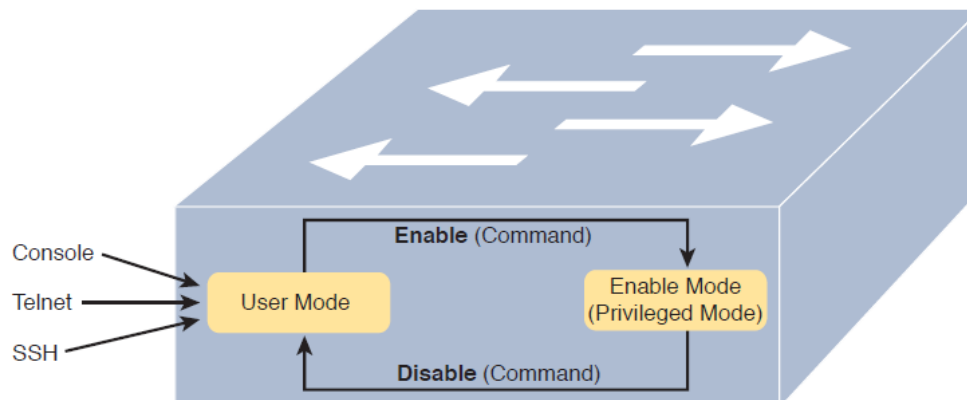 Enable (Command)
Console
Telnet
SSH
User Mode
Enable Mode
(Privileged Mode)
Disable (Command)